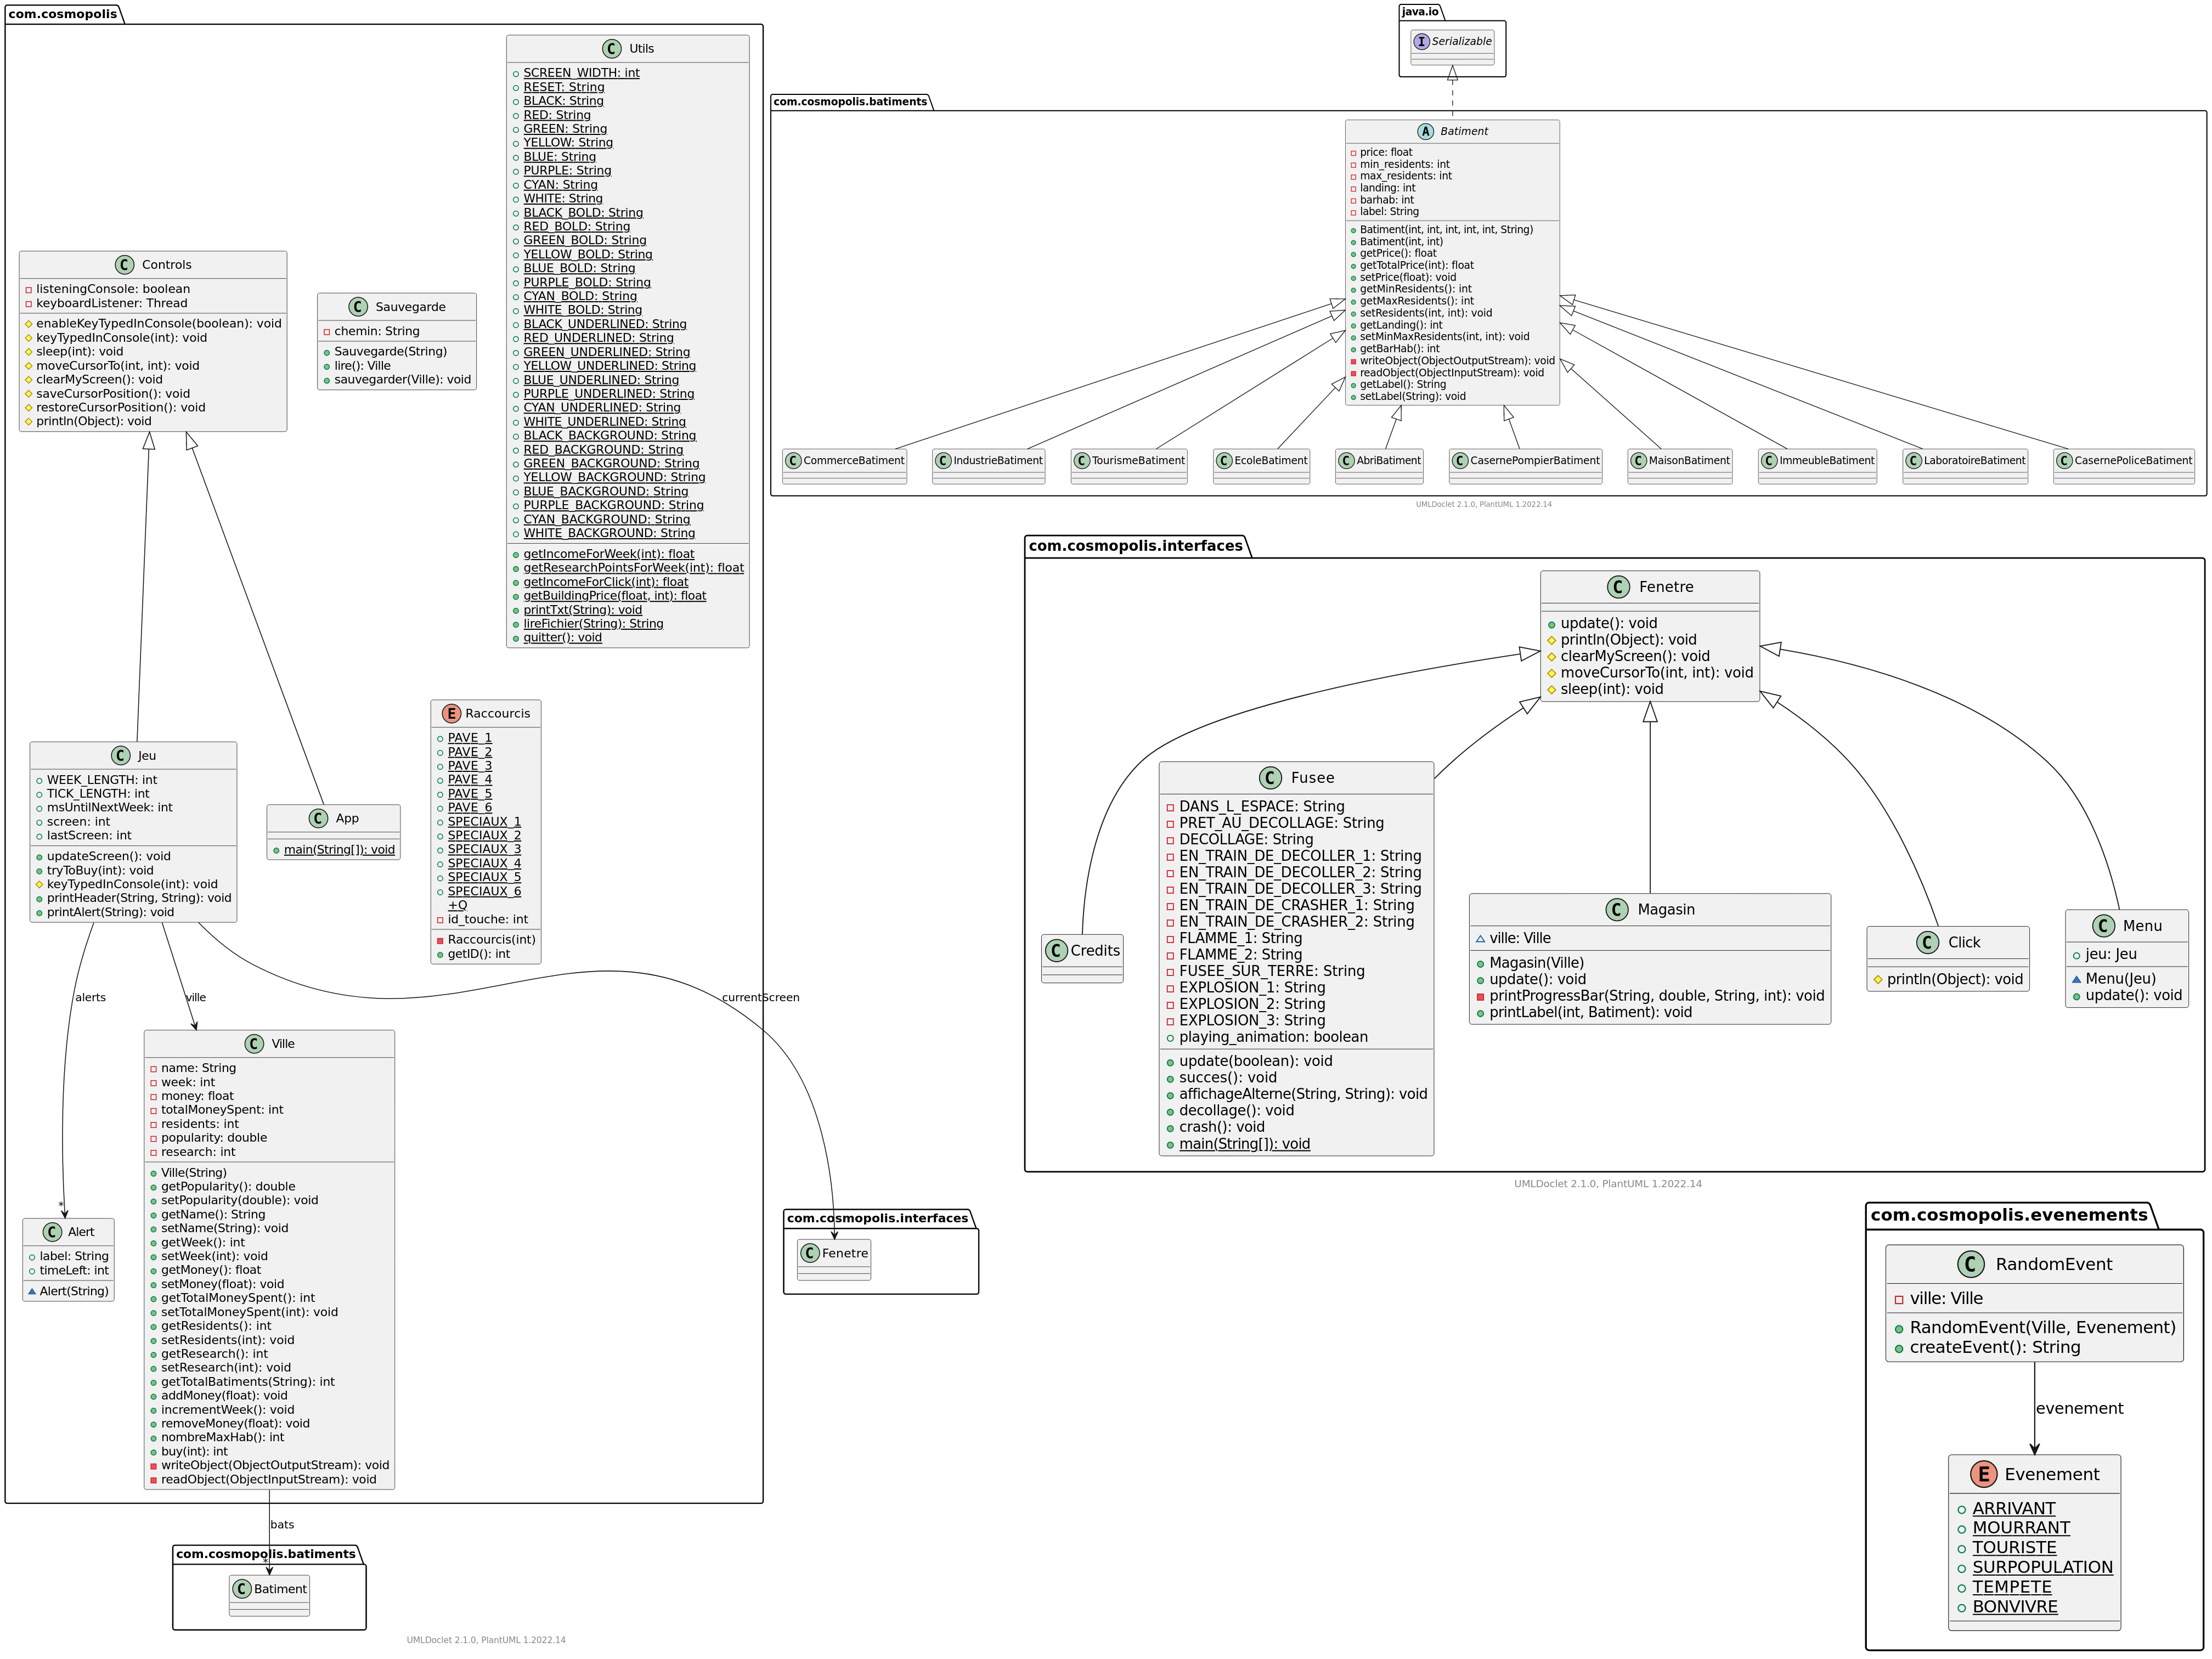 com.cosmopolis
C Utils
SCREEN_WIDTH: int
RESET: String
BLACK: String
RED: String
GREEN: String
YELLOW: String
BLUE: String
PURPLE: String
CYAN: String
WHITE: String
BLACK_BOLD: String
RED_BOLD: String
GREEN_BOLD: String
YELLOW_BOLD: String
BLUE_BOLD: String
PURPLE_BOLD: String
CYAN_BOLD: String
WHITE_BOLD: String
BLACK_UNDERLINED: String
RED_UNDERLINED: String
GREEN_UNDERLINED: String
YELLOW_UNDERLINED: String
BLUE_UNDERLINED: String
PURPLE_UNDERLINED: String
CYAN_UNDERLINED: String
WHITE_UNDERLINED: String
BLACK_BACKGROUND: String
RED_BACKGROUND: String
GREEN_BACKGROUND: String
YELLOW_BACKGROUND: String
BLUE_BACKGROUND: String
PURPLE_BACKGROUND: String
CYAN_BACKGROUND: String
WHITE_BACKGROUND: String
getIncomeForWeek(int): float
getResearchPointsForWeek(int): float
getIncomeForClick(int): float
getBuildingPrice(float, int): float
printTxt(String): void
lireFichier(String): String
quitter(): void
C Controls
listeningConsole: boolean
keyboardListener: Thread
enableKeyTypedInConsole(boolean): void
keyTypedInConsole(int): void
sleep(int): void
moveCursorTo(int, int): void
clearMyScreen(): void
saveCursorPosition(): void
restoreCursorPosition(): void
println(Object): void
C Sauvegarde
chemin: String
Sauvegarde(String)
lire(): Ville
sauvegarder(Ville): void
E Raccourcis
PAVE_1
PAVE_2
PAVE_3
PAVE_4
PAVE_5
PAVE_6
SPECIAUX_1
SPECIAUX_2
SPECIAUX_3
SPECIAUX_4
SPECIAUX_5
SPECIAUX_6
+Q
id_touche: int
Raccourcis(int)
getID(): int
C Jeu
WEEK_LENGTH: int
TICK_LENGTH: int
msUntilNextWeek: int
screen: int
lastScreen: int
updateScreen(): void
tryToBuy(int): void
keyTypedInConsole(int): void
printHeader(String, String): void
printAlert(String): void
C App
main(String[]): void
alerts
ville
currentScreen
C Ville
name: String
week: int
money: float
totalMoneySpent: int
residents: int
popularity: double
research: int
Ville(String)
getPopularity(): double
setPopularity(double): void
getName(): String
setName(String): void
getWeek(): int
setWeek(int): void
getMoney(): float
setMoney(float): void
getTotalMoneySpent(): int
setTotalMoneySpent(int): void
getResidents(): int
setResidents(int): void
getResearch(): int
setResearch(int): void
getTotalBatiments(String): int
addMoney(float): void
incrementWeek(): void
removeMoney(float): void
nombreMaxHab(): int
buy(int): int
writeObject(ObjectOutputStream): void
readObject(ObjectInputStream): void
*
C Alert
label: String
timeLeft: int
Alert(String)
com.cosmopolis.interfaces
C Fenetre
bats
*
com.cosmopolis.batiments
C Batiment
UMLDoclet 2.1.0, PlantUML 1.2022.14
java.io
I Serializable
com.cosmopolis.batiments
A Batiment
price: float
min_residents: int
max_residents: int
landing: int
barhab: int
label: String
Batiment(int, int, int, int, int, String)
Batiment(int, int)
getPrice(): float
getTotalPrice(int): float
setPrice(float): void
getMinResidents(): int
getMaxResidents(): int
setResidents(int, int): void
getLanding(): int
setMinMaxResidents(int, int): void
getBarHab(): int
writeObject(ObjectOutputStream): void
readObject(ObjectInputStream): void
getLabel(): String
setLabel(String): void
C CommerceBatiment
C IndustrieBatiment
C TourismeBatiment
C EcoleBatiment
C AbriBatiment
C CasernePompierBatiment
C MaisonBatiment
C ImmeubleBatiment
C LaboratoireBatiment
C CasernePoliceBatiment
UMLDoclet 2.1.0, PlantUML 1.2022.14
com.cosmopolis.interfaces
C Fenetre
update(): void
println(Object): void
clearMyScreen(): void
moveCursorTo(int, int): void
sleep(int): void
C Credits
C Fusee
DANS_L_ESPACE: String
PRET_AU_DECOLLAGE: String
DECOLLAGE: String
EN_TRAIN_DE_DECOLLER_1: String
EN_TRAIN_DE_DECOLLER_2: String
EN_TRAIN_DE_DECOLLER_3: String
EN_TRAIN_DE_CRASHER_1: String
EN_TRAIN_DE_CRASHER_2: String
FLAMME_1: String
FLAMME_2: String
FUSEE_SUR_TERRE: String
EXPLOSION_1: String
EXPLOSION_2: String
EXPLOSION_3: String
playing_animation: boolean
update(boolean): void
succes(): void
affichageAlterne(String, String): void
decollage(): void
crash(): void
main(String[]): void
C Magasin
ville: Ville
Magasin(Ville)
update(): void
printProgressBar(String, double, String, int): void
printLabel(int, Batiment): void
C Click
println(Object): void
C Menu
jeu: Jeu
Menu(Jeu)
update(): void
UMLDoclet 2.1.0, PlantUML 1.2022.14
com.cosmopolis.evenements
C RandomEvent
ville: Ville
RandomEvent(Ville, Evenement)
createEvent(): String
evenement
E Evenement
ARRIVANT
MOURRANT
TOURISTE
SURPOPULATION
TEMPETE
BONVIVRE